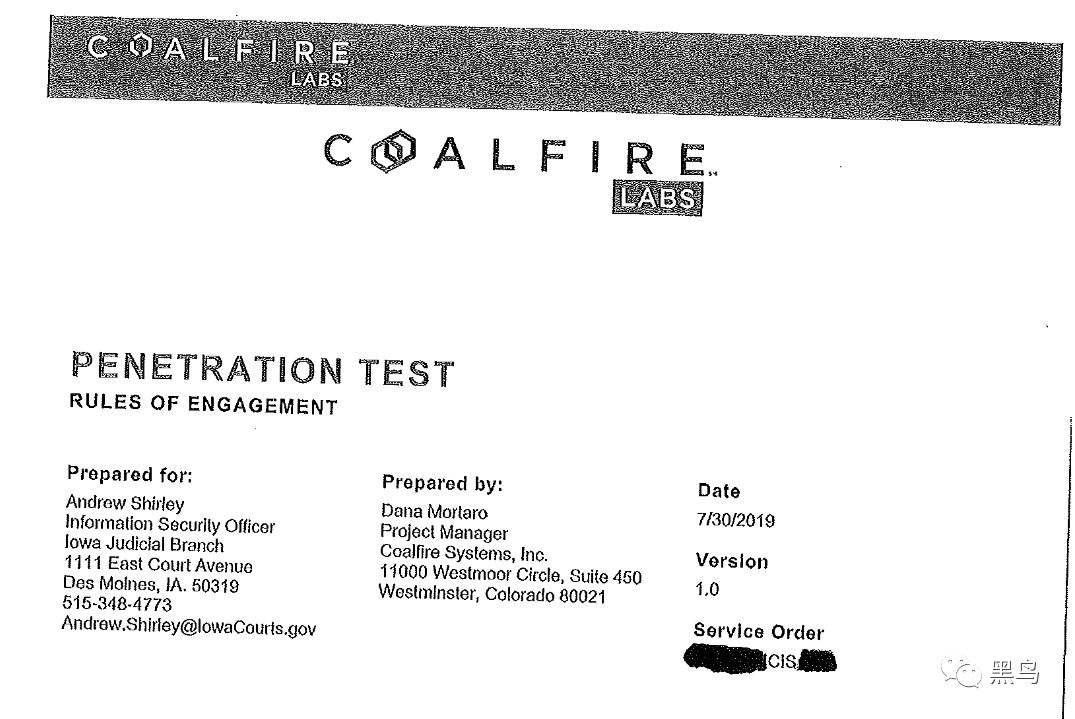 COALFIRE
LABS
COALFIRE
LABS
PENETRATION TEST
RULES OF ENGAGEMENT
Prepared for:
Andrew Shirley
Information Security Officer
Iowa Judicial Branch
1111 East Court Avenue
Des Moines, IA. 50319
515-348-4773
Andrew.Shirley@IowaCourts.gov
Prepared by:
Dana Mortaro
Project Manager
Coalfire Systems, Inc.
11000 Westmoor Circle, Suite 450
Westminster, Colorado 80021
Date
7/30/2019
Version
1.0
Service Order
CIS
黑鸟